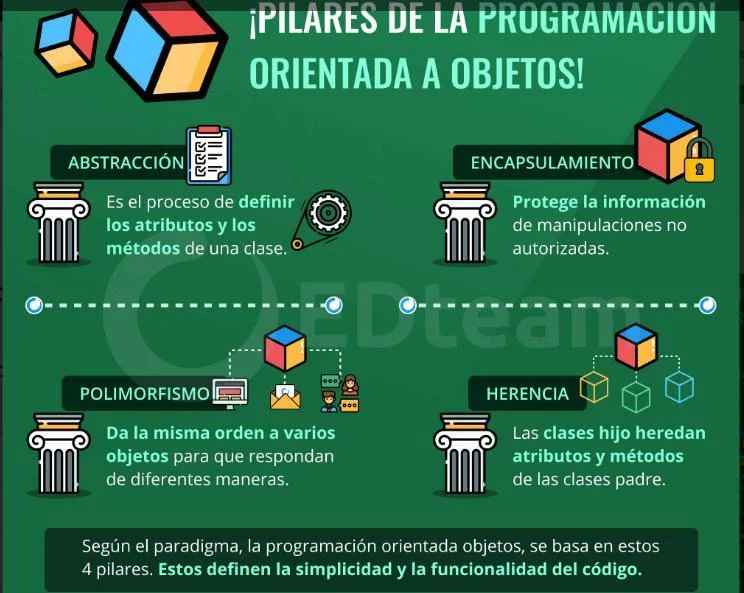 ¡PILARES DE LA PROGRAMACIÓN
ORIENTADA A OBJETOS!
ABSTRACCIÓN
Es el proceso de definir
los atributos y los
métodos de una clase.
ENCAPSULAMIENTO
Protege la información
de manipulaciones no
autorizadas.
EDteam
POLIMORFISMO
Da la misma orden a varios
objetos para que respondan
de diferentes maneras.
HERENCIA
Las clases hijo heredan
atributos y métodos
de las clases padre.
Según el paradigma, la programación orientada objetos, se basa en estos
4 pilares. Estos definen la simplicidad y la funcionalidad del código.